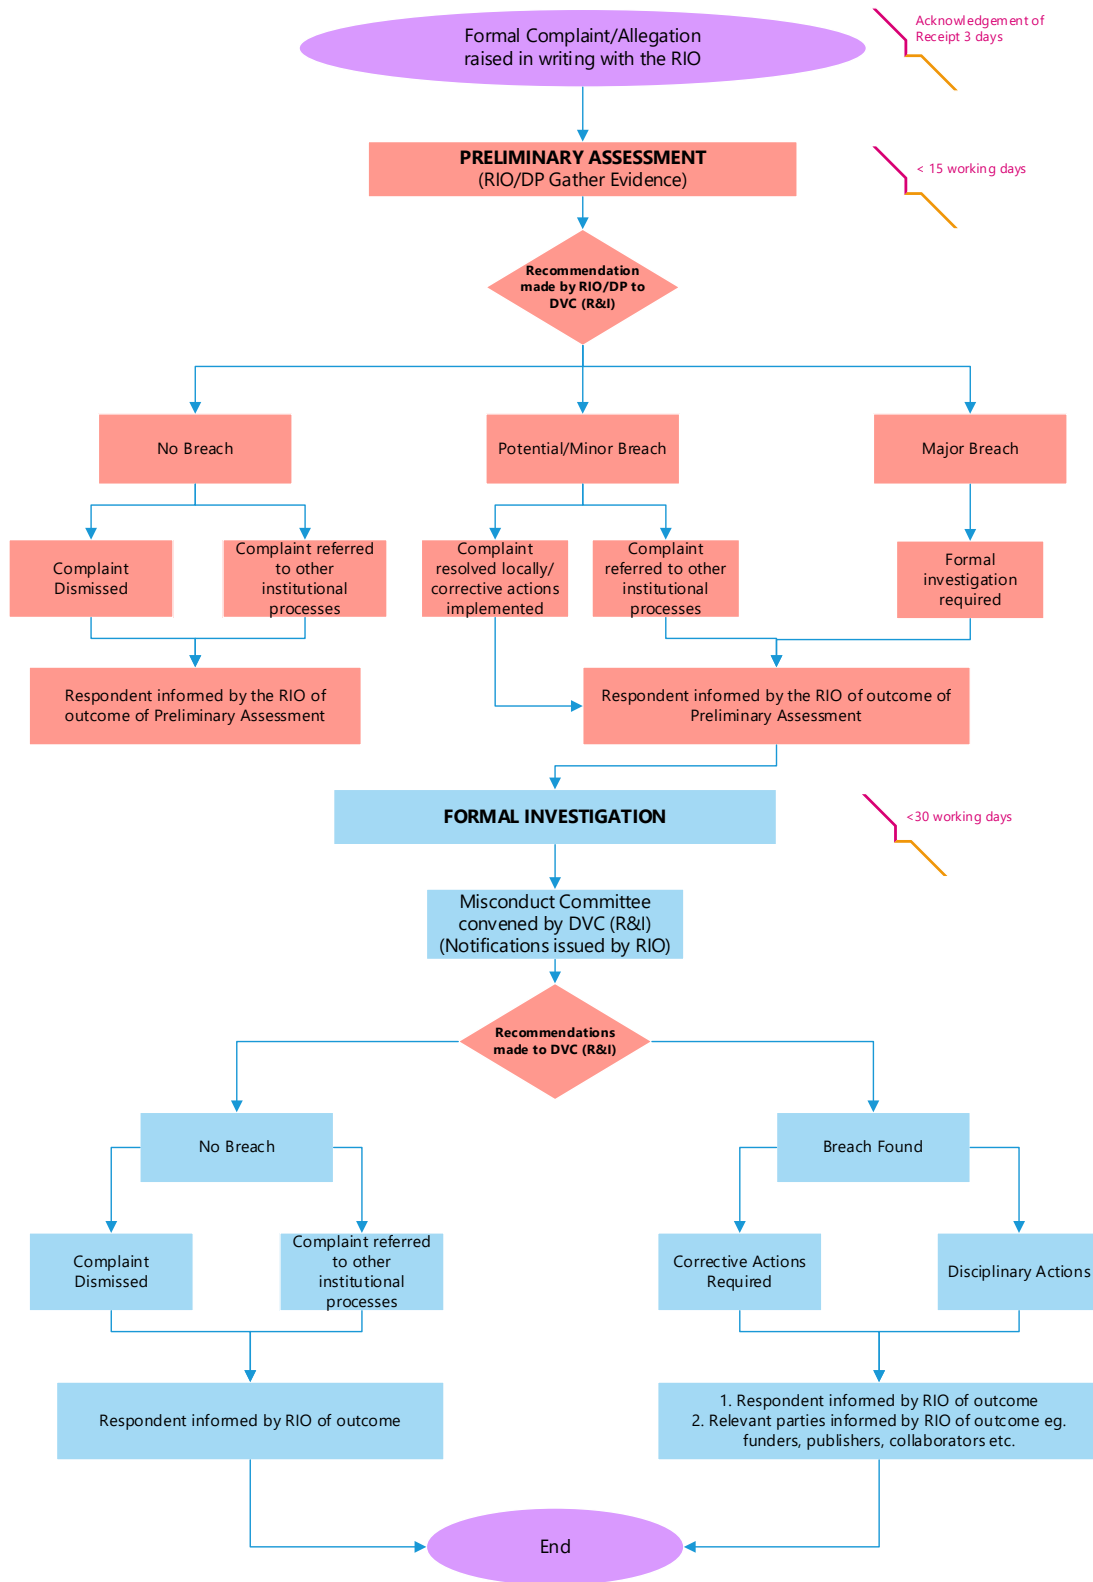 Formal Complaint/Allegation
raised in writing with the RIO
Acknowledgement of
Receipt 3 days
PRELIMINARY ASSESSMENT
(RIO/DP Gather Evidence)
< 15 working days
Recommendation
made by RIO/DP to
DVC (R&I)
No Breach
Potential/Minor Breach
Major Breach
Complaint
Dismissed
Complaint referred
to other
institutional
processes
Complaint
resolved locally/
corrective actions
implemented
Complaint
referred to other
institutional
processes
Formal
investigation
required
Respondent informed by the RIO of
outcome of Preliminary Assessment
Respondent informed by the RIO of outcome of
Preliminary Assessment
FORMAL INVESTIGATION
<30 working days
Misconduct Committee
convened by DVC (R&I)
(Notifications issued by RIO)
Recommendations
made to DVC (R&I)
No Breach
Breach Found
Complaint
Dismissed
Complaint referred
to other
institutional
processes
Corrective Actions
Required
Disciplinary Actions
Respondent informed by RIO of outcome
1. Respondent informed by RIO of outcome
2. Relevant parties informed by RIO of outcome eg.
funders, publishers, collaborators etc.
End